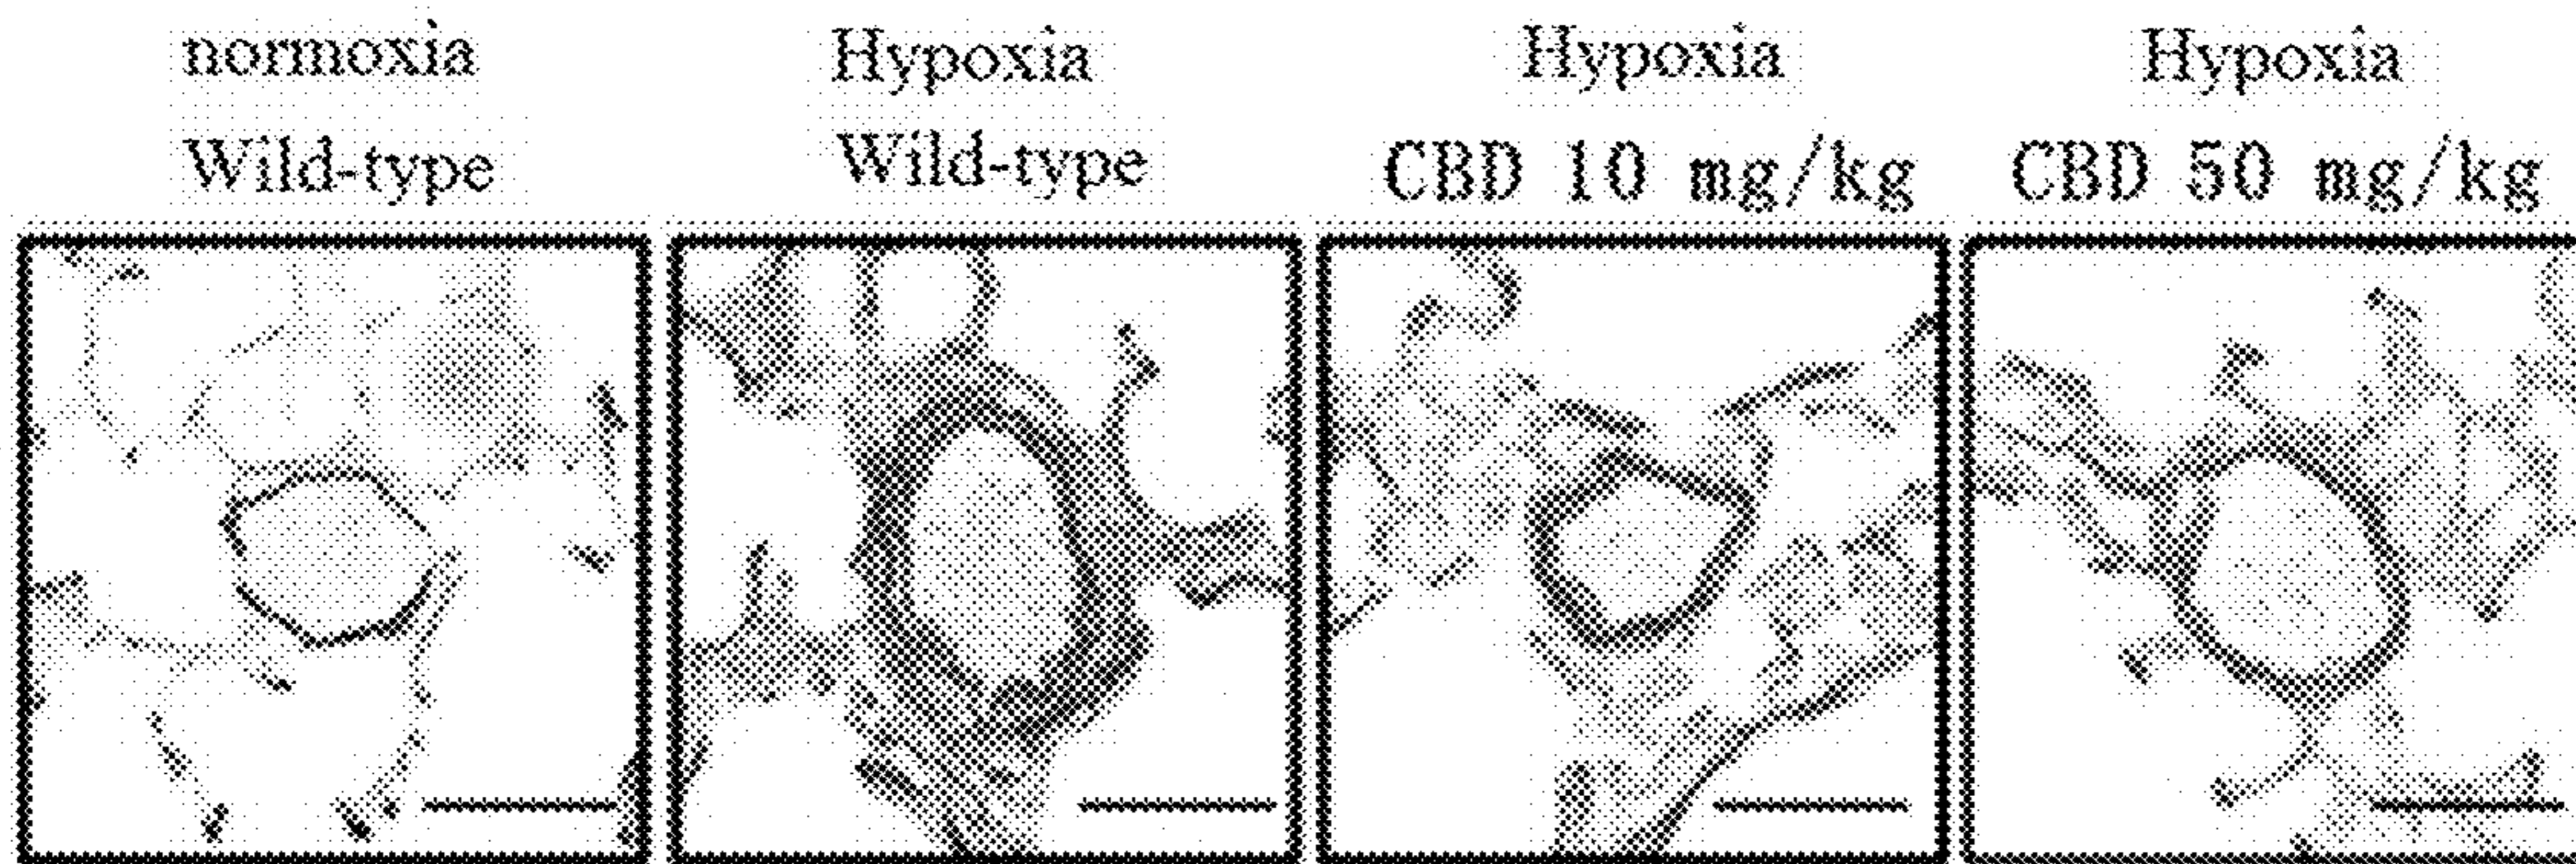 normoxia
Wild-type
Hypoxia
Wild-type
Hypoxia
CBD 10 mg/kg
Hypoxia
CBD 50 mg/kg